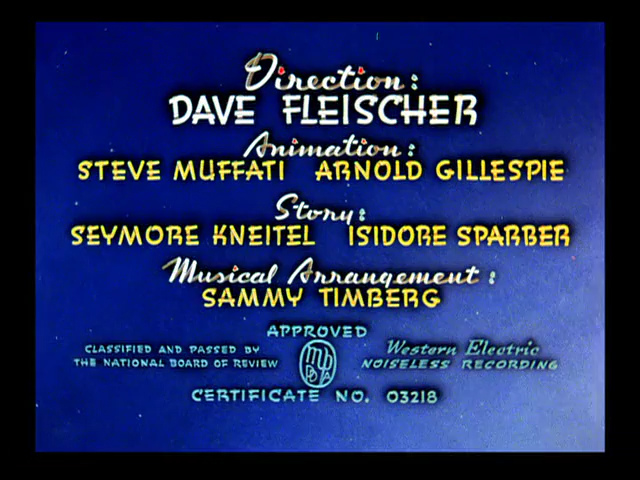 Direction:
DAVE FLEISCHER
Animation:
STEVE MUFFATI ARNOLD GILLESPIE
Story:
SEYMORE KNEITEL ISIDORE SPARBER
Musical Arrangement:
SAMMY TIMBERG
APPROVED
CLASSIFIED AND PASSED BY
THE NATIONAL BOARD OF REVIEW
Western Electric
NOISELESS RECORDING
CERTIFICATE NO. 03218